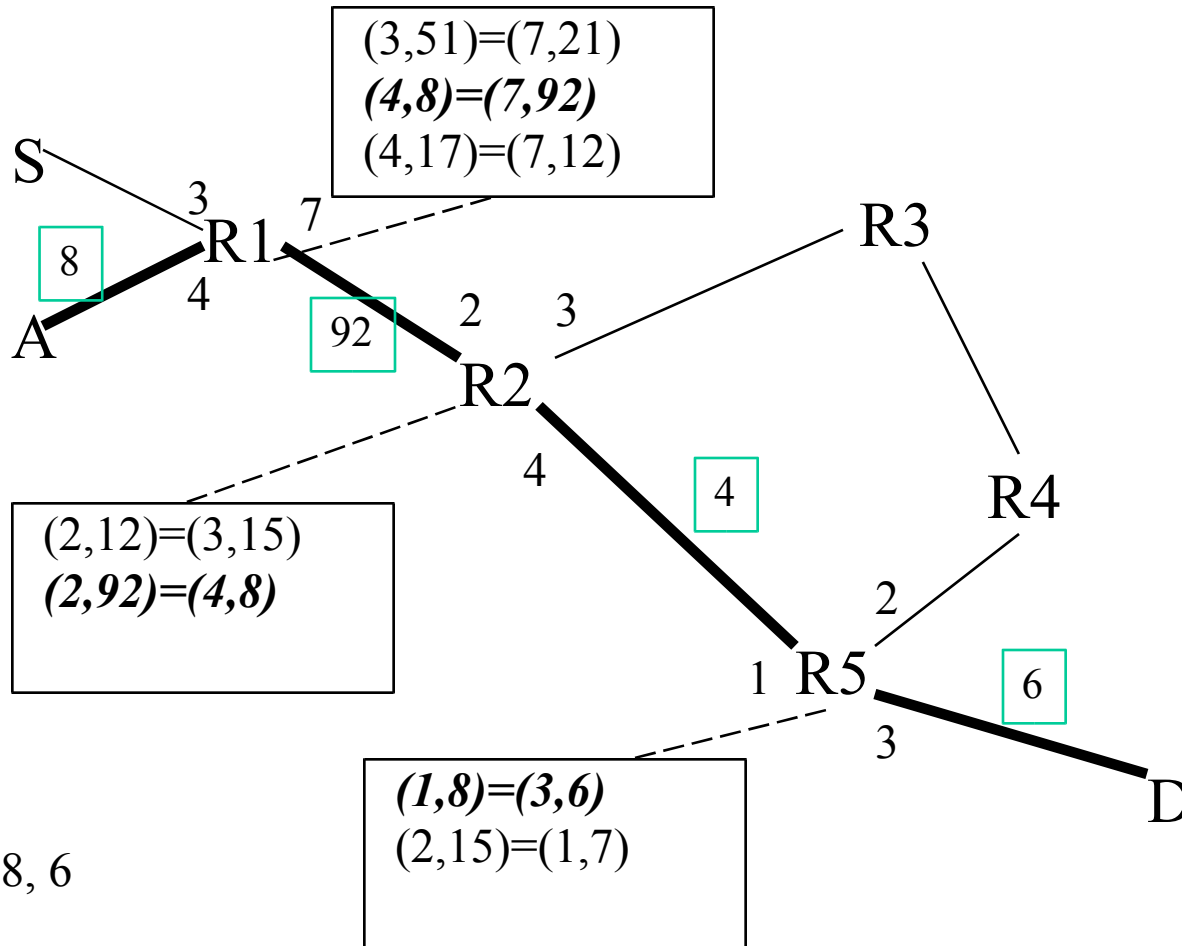 (3,51)=(7,21)
(4,8)=(7,92)
(4,17)=(7,12)
S
3
R1
7
8
4
A
92
2
3
R2
R3
4
4
R4
(2,12)=(3,15)
(2,92)=(4,8)
2
1
R5
6
3
D
(1,8)=(3,6)
(2,15)=(1,7)
8, 6